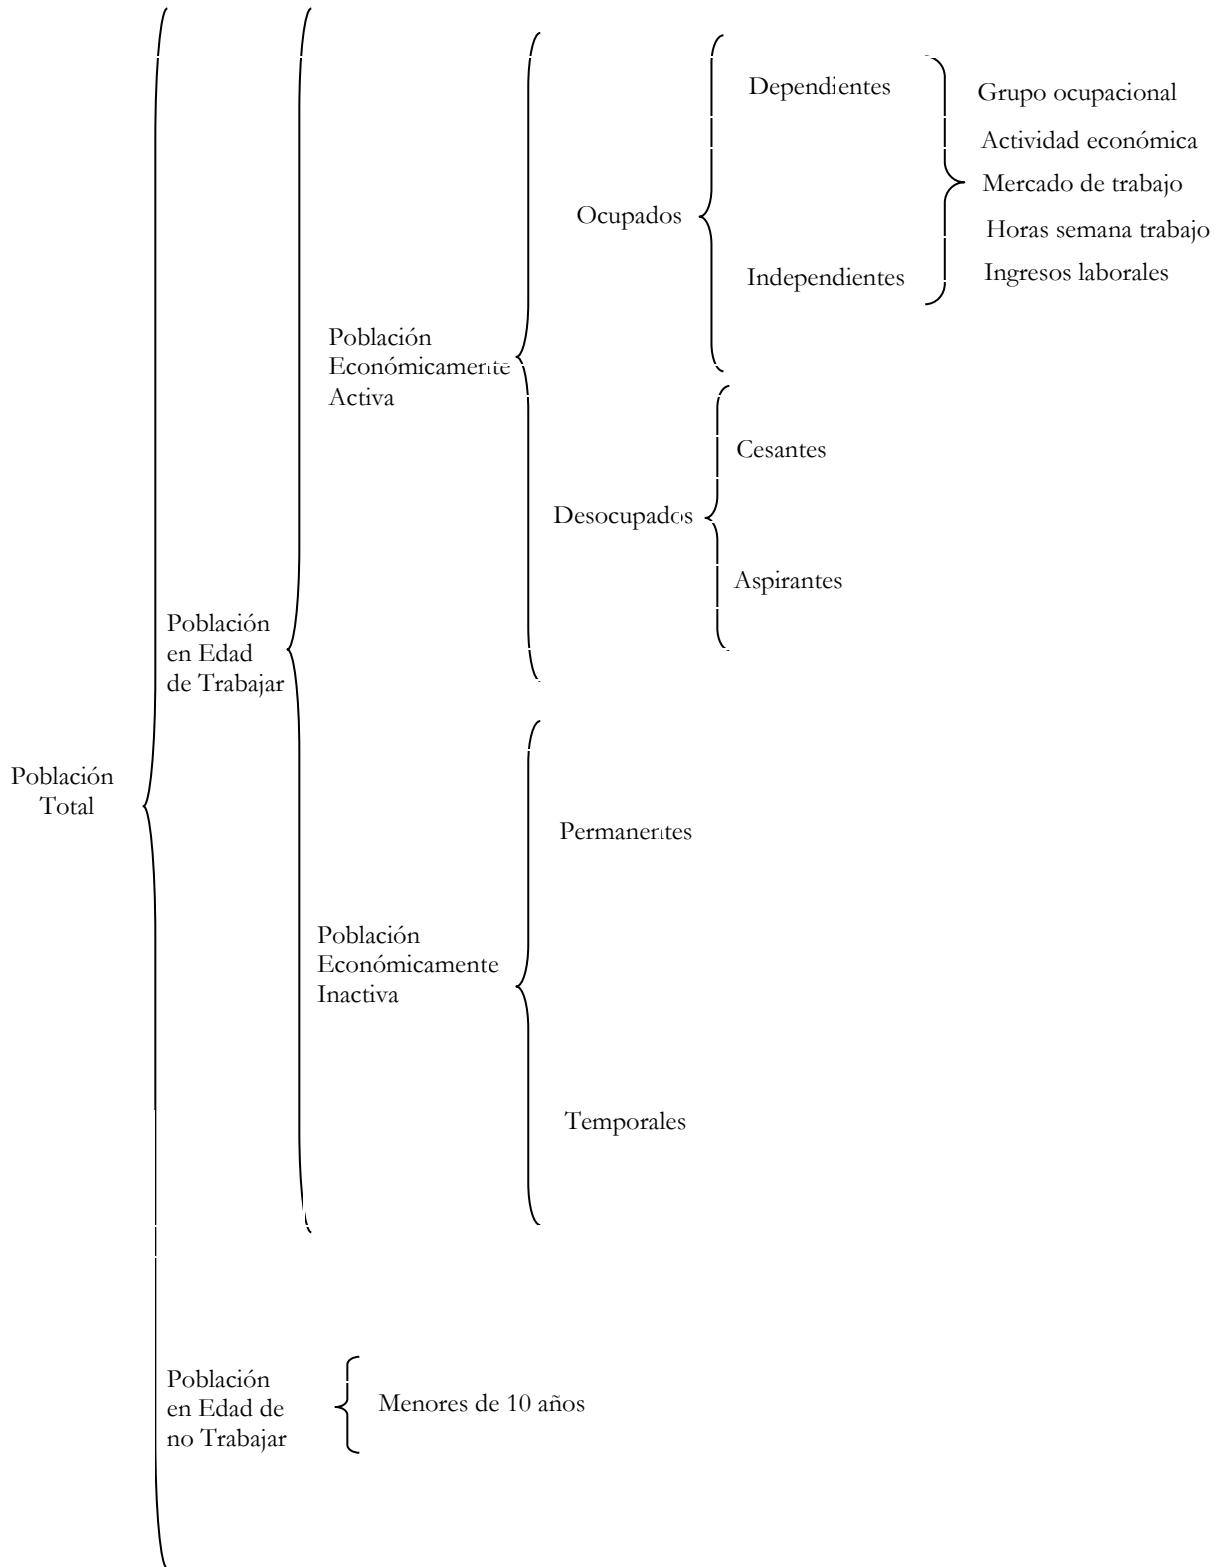 Dependientes
Grupo ocupacional
Actividad económica
Mercado de trabajo
Horas semana trabajo
Ingresos laborales
Ocupados
Independientes
Población
Económicamente
Activa
Cesantes
Desocupados
Aspirantes
Población
en Edad
de Trabajar
Población
Total
Permanentes
Población
Económicamente
Inactiva
Temporales
Población
en Edad de
no Trabajar
Menores de 10 años